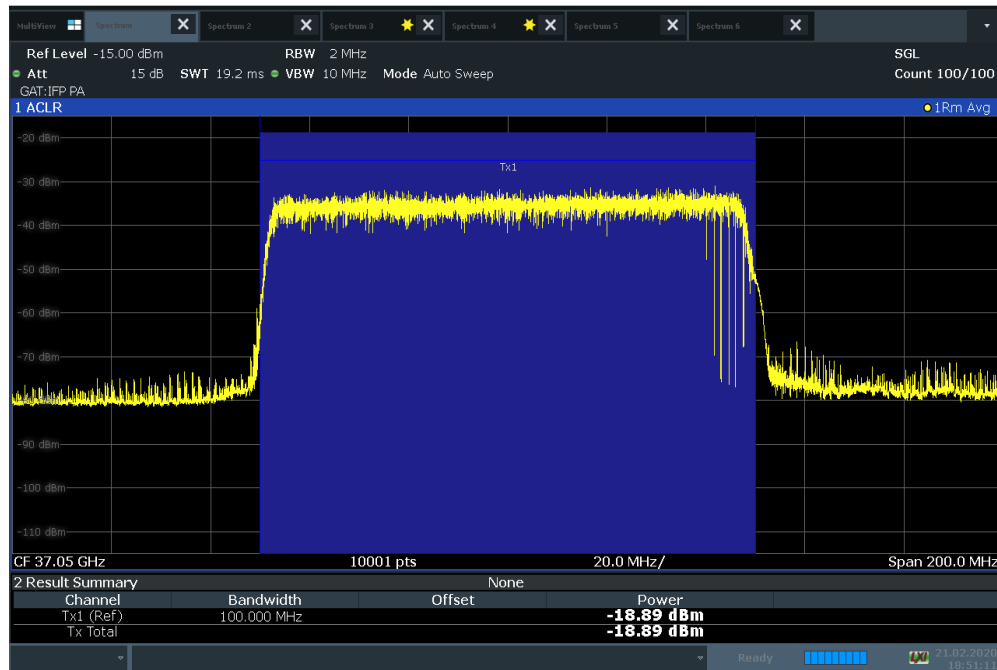 MultiView Spectrum Spectrum 2 Spectrum 3 Spectrum 4 Spectrum 5 Spectrum 6
Ref Level -15.00 dBm RBW 2 MHz SGL
Att 15 dB SWT 19.2 ms VBW 10 MHz Mode Auto Sweep Count 100/100
GAT:IFP PA
1 ACLR 1Rm Avg
-20 dBm
Tx1
-30 dBm
-40 dBm
-50 dBm
-60 dBm
-70 dBm
-90 dBm
-100 dBm
-110 dBm
CF 37.05 GHz 10001 pts 20.0 MHz/ Span 200.0 MHz
2 Result Summary None
Channel Bandwidth Offset Power
Tx1 (Ref) 100.000 MHz -18.89 dBm
Tx Total -18.89 dBm
Ready 21.02.2020
18:51:11